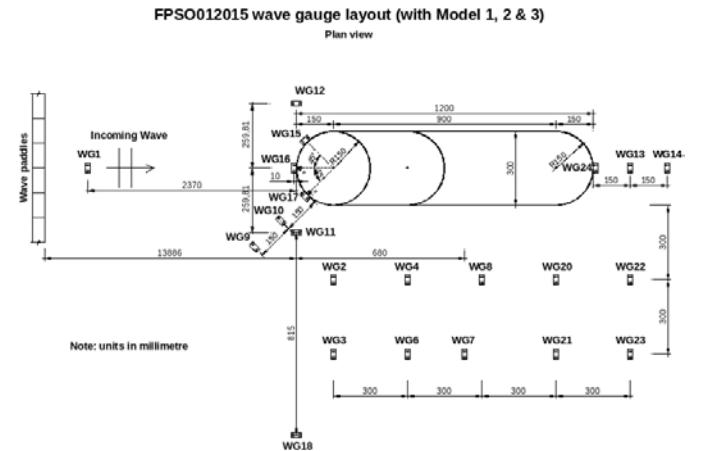 FPSO012015 wave gauge layout (with Model 1, 2 & 3)
Plan view
WG12
1200
150 900 150
259.81
WG15
Incoming Wave
Wave paddles
WG1
WG16
R150
300
R150
WG24
WG13 WG14
10
2370
150 150
259.81
WG17
WG10
150
WG9
150
WG11
13886
680
300
WG2 WG4 WG8 WG20 WG22
300
815
Note: units in millimetre
WG3 WG6 WG7 WG21 WG23
300 300 300 300
WG18